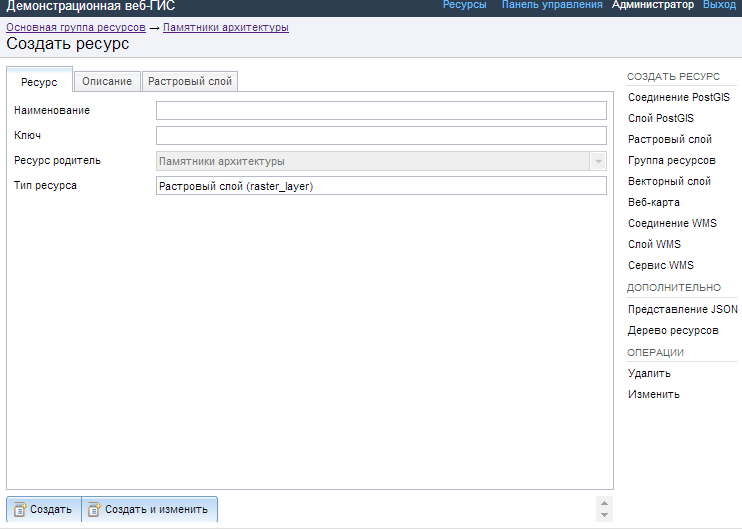 Демонстрационная веб-ГИС
Ресурсы Панель управления Администратор Выход
Основная группа ресурсов → Памятники архитектуры
Создать ресурс
Ресурс Описание Растровый слой
Наименование
Ключ
Ресурс родитель Памятники архитектуры
Тип ресурса Растровый слой (raster_layer)
Создать Создать и изменить
СОЗДАТЬ РЕСУРС
Соединение PostGIS
Слой PostGIS
Растровый слой
Группа ресурсов
Векторный слой
Веб-карта
Соединение WMS
Слой WMS
Сервис WMS
ДОПОЛНИТЕЛЬНО
Представление JSON
Дерево ресурсов
ОПЕРАЦИИ
Удалить
Изменить